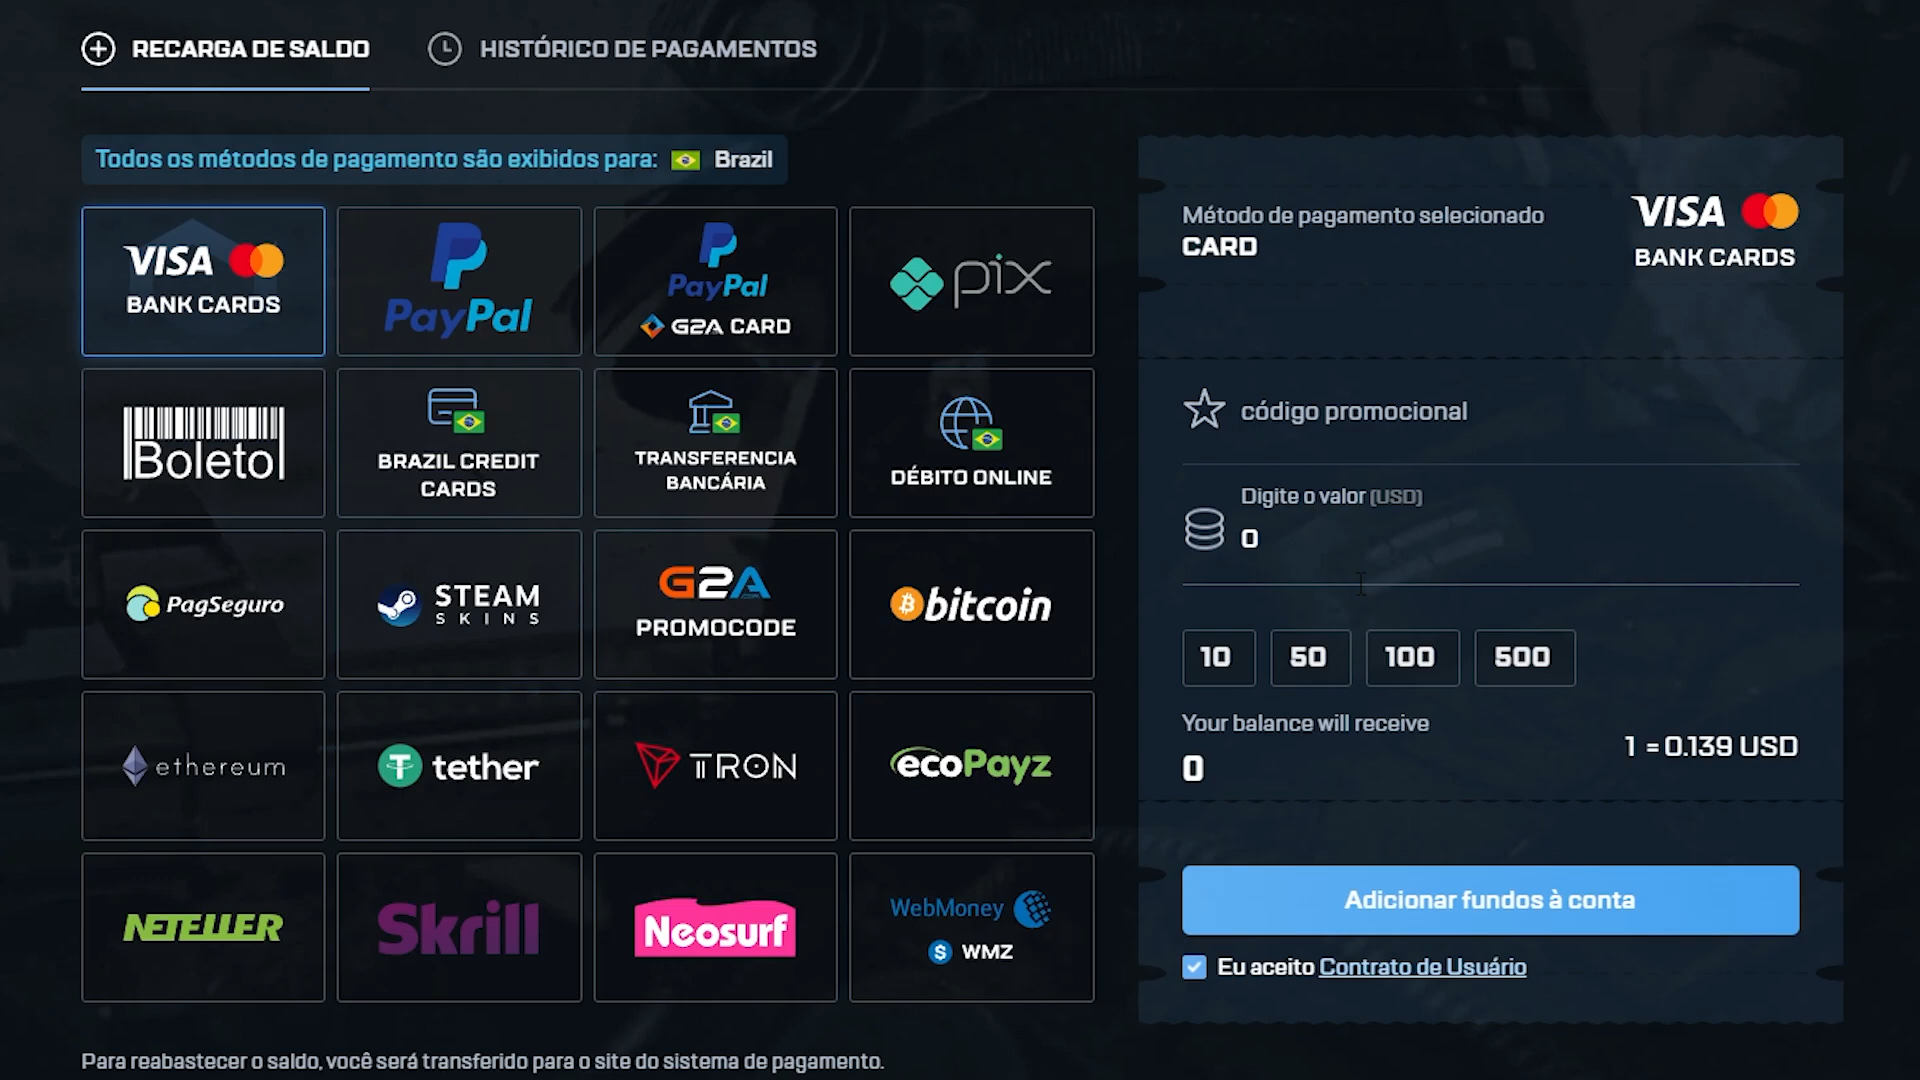 RECARGA DE SALDO
HISTÓRICO DE PAGAMENTOS
Todos os métodos de pagamento são exibidos para: Brazil
VISA
BANK CARDS
PayPal
PayPal
G2A CARD
pix
Boleto
BRAZIL CREDIT
CARDS
TRANSFERENCIA
BANCÁRIA
DÉBITO ONLINE
PagSeguro
STEAM
SKINS
G2A
PROMOCODE
bitcoin
ethereum
tether
TRON
ecoPayz
NETELLER
Skrill
Neosurf
WebMoney
WMZ
Para reabastecer o saldo, você será transferido para o site do sistema de pagamento.
Método de pagamento selecionado
CARD
VISA
BANK CARDS
código promocional
Digite o valor (USD)
0
10 50 100 500
Your balance will receive
0
1 = 0.139 USD
Adicionar fundos à conta
Eu aceito Contrato de Usuário